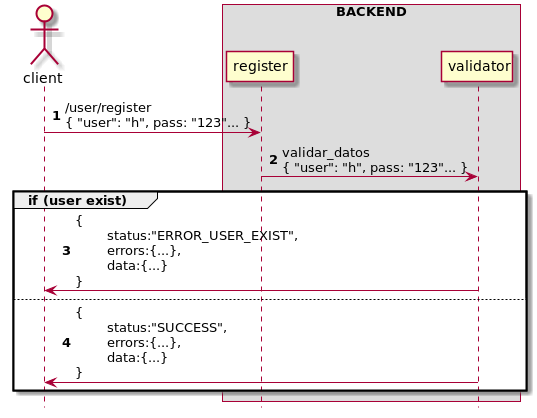 BACKEND
client
register
validator
1 /user/register
{ "user": "h", pass: "123"... }
2 validar_datos
{ "user": "h", pass: "123"... }
if (user exist)
{
status:"ERROR_USER_EXIST",
3 errors:{...},
data:{...}
}
{
status:"SUCCESS",
4 errors:{...},
data:{...}
}